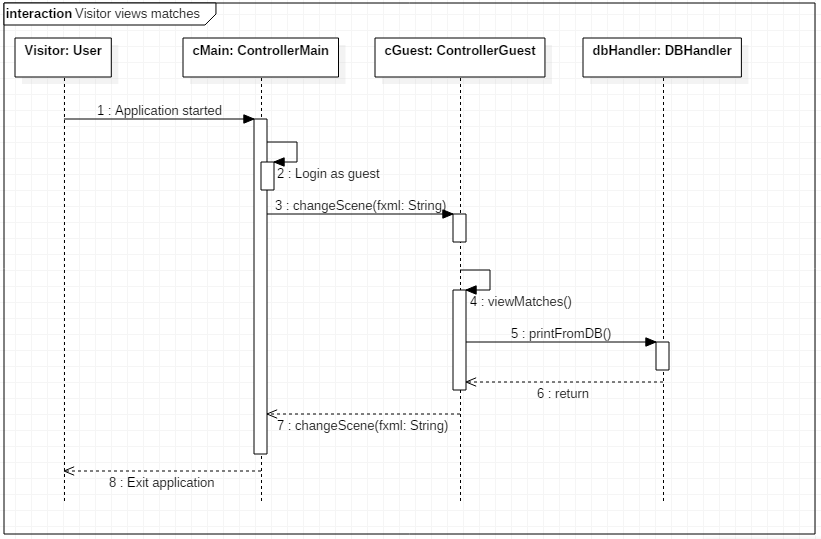 interaction Visitor views matches
Visitor: User
cMain: ControllerMain
cGuest: ControllerGuest
dbHandler: DBHandler
1 : Application started
2 : Login as guest
3 : changeScene(fxml: String)
4 : viewMatches()
5 : printFromDB()
6 : return
7 : changeScene(fxml: String)
8 : Exit application